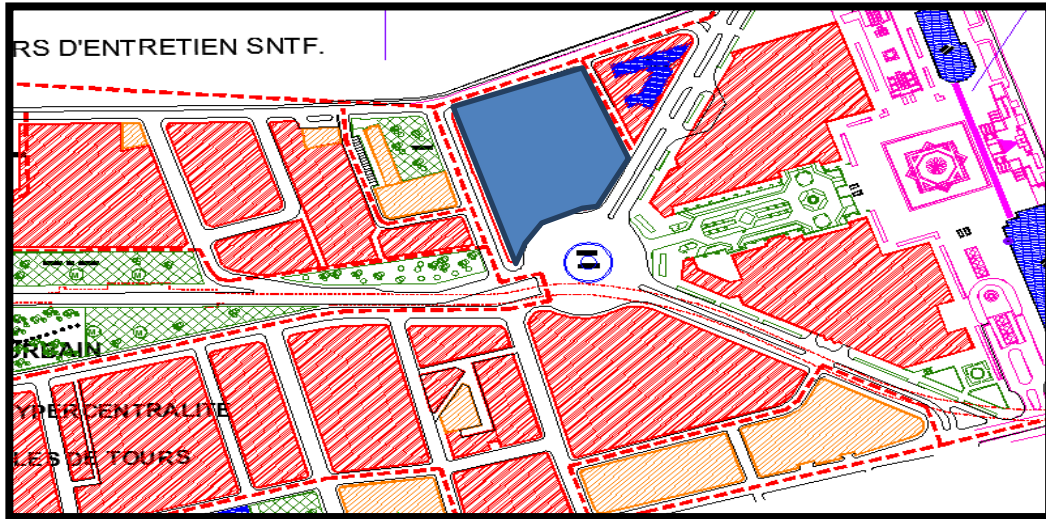 RS D'ENTRETIEN SNTF.
URBAIN
YPERCENTRALITE
LES DE TOURS